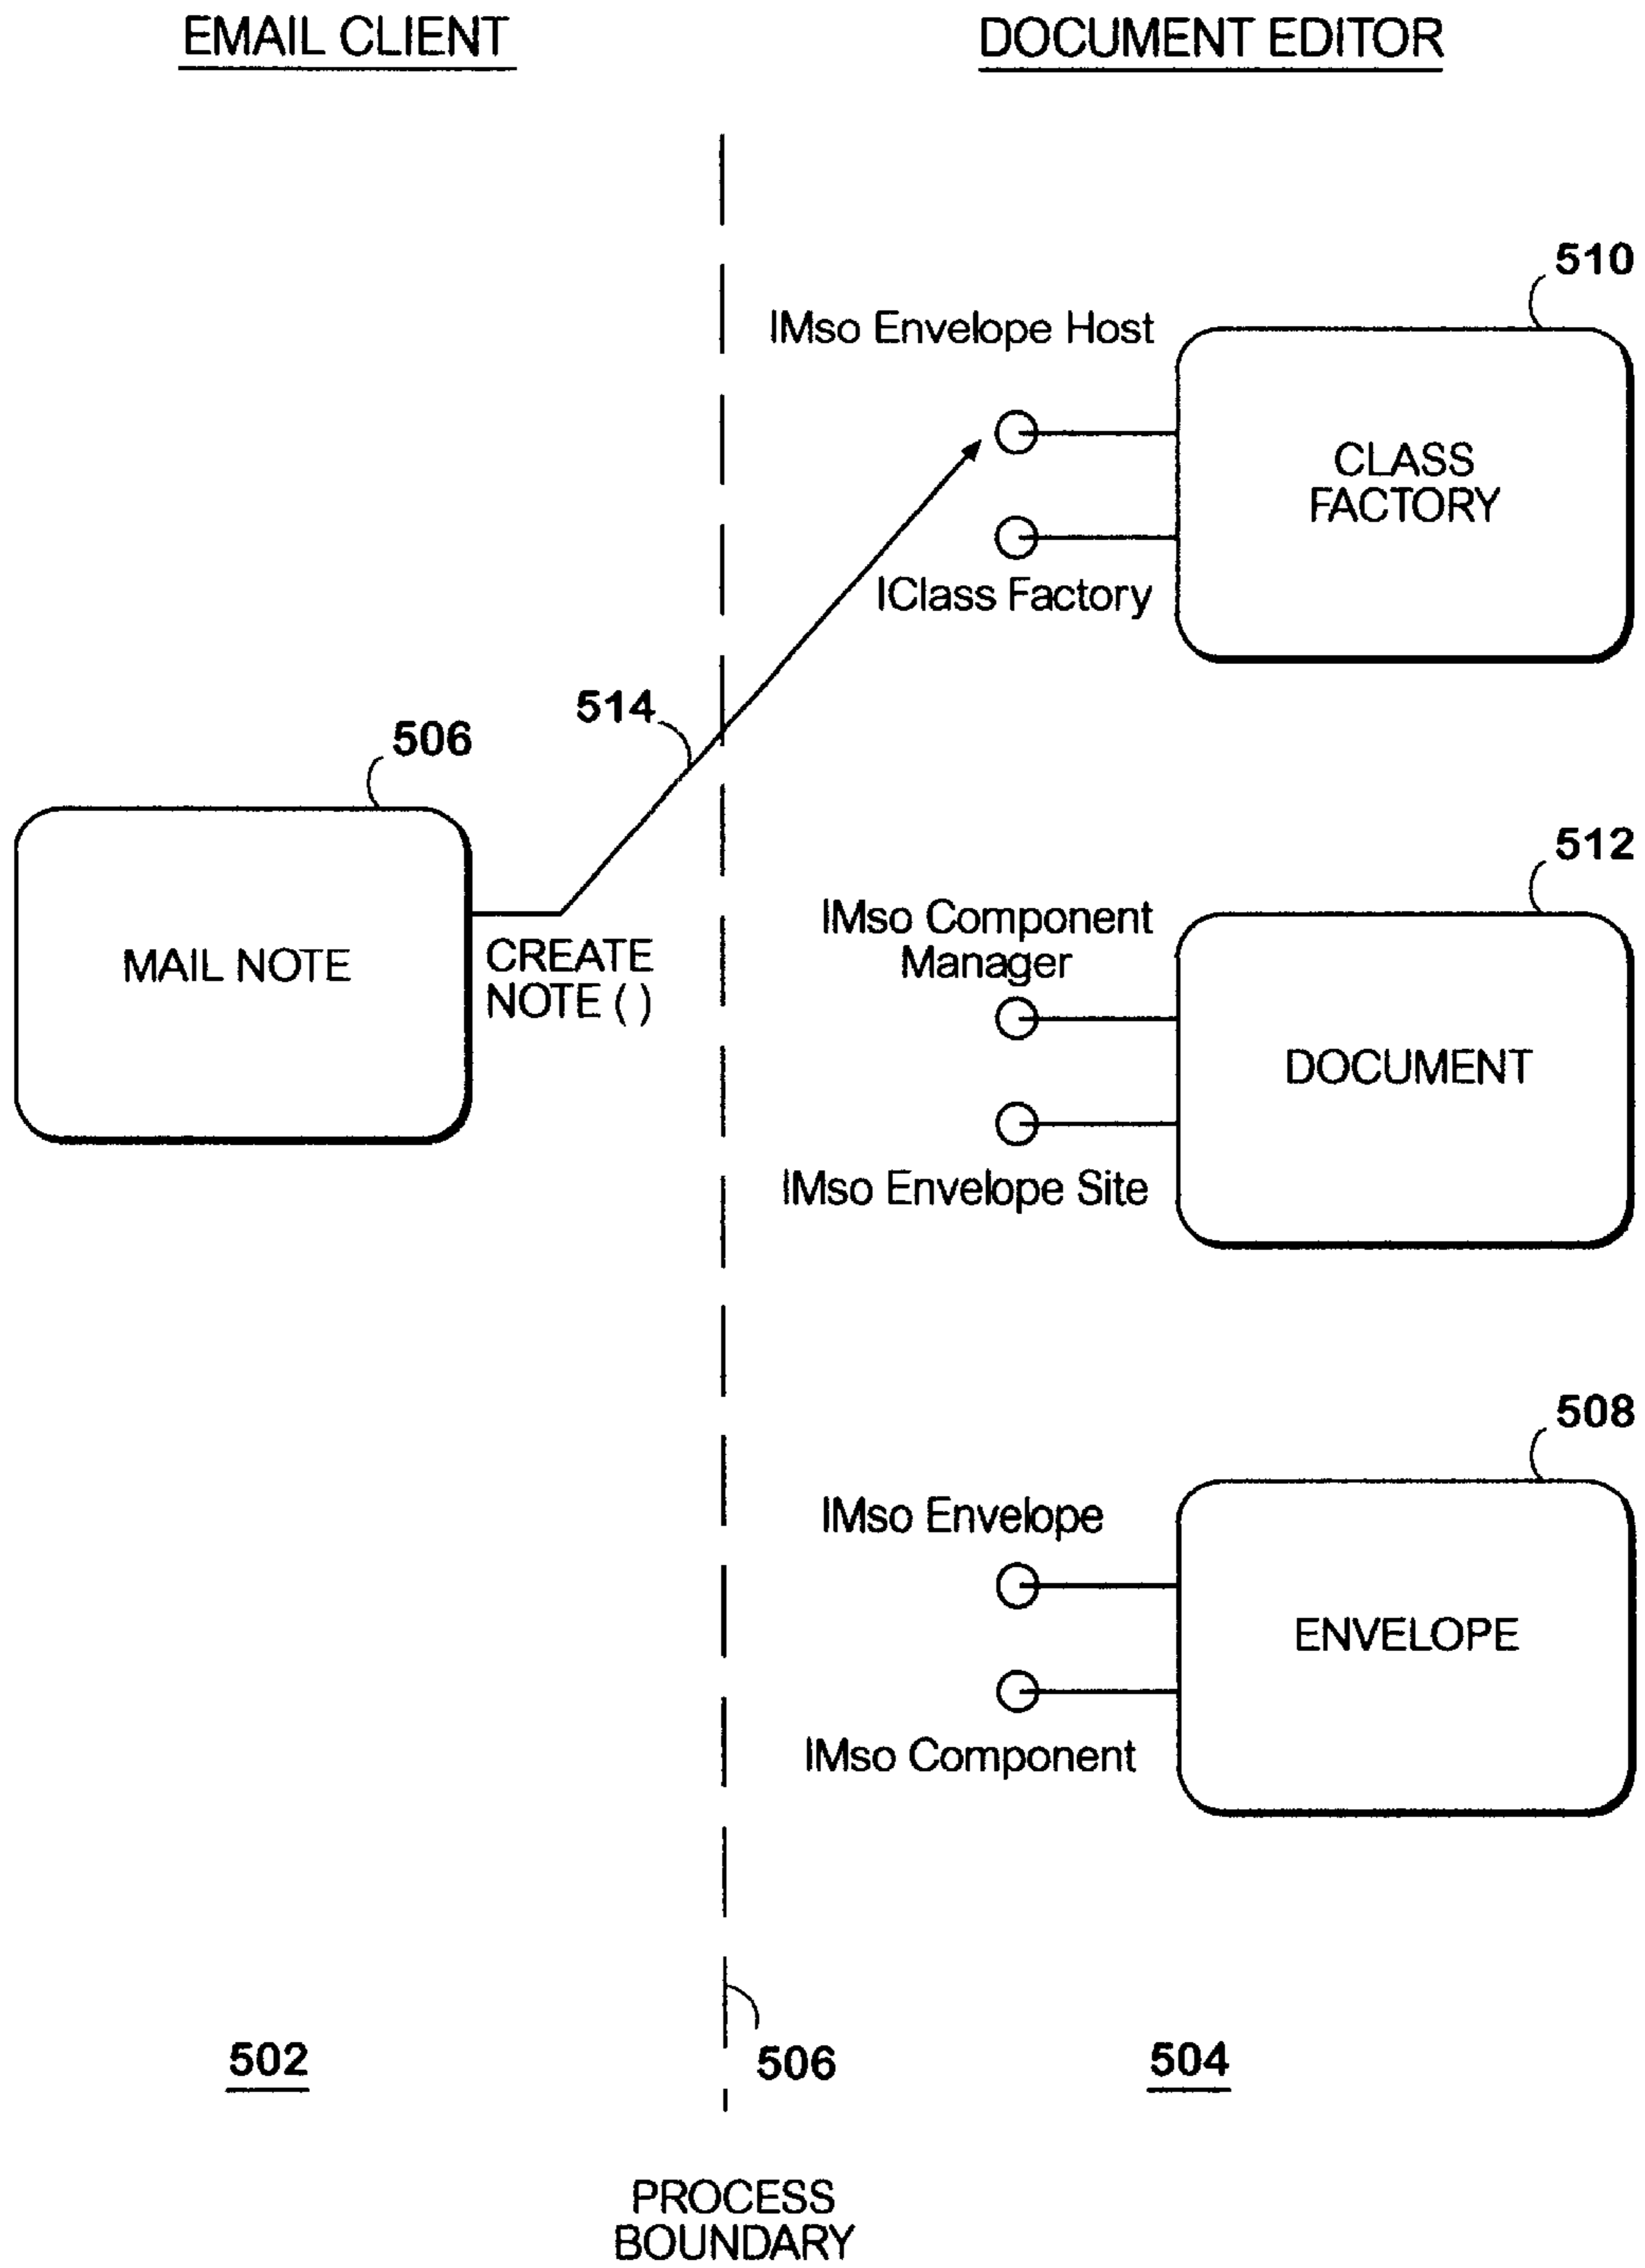 EMAIL CLIENT
DOCUMENT EDITOR
510
IMso Envelope Host
CLASS
FACTORY
IClass Factory
514
506
MAIL NOTE
CREATE
NOTE ( )
512
IMso Component
Manager
DOCUMENT
IMso Envelope Site
508
IMso Envelope
ENVELOPE
IMso Component
502
506
504
PROCESS
BOUNDARY